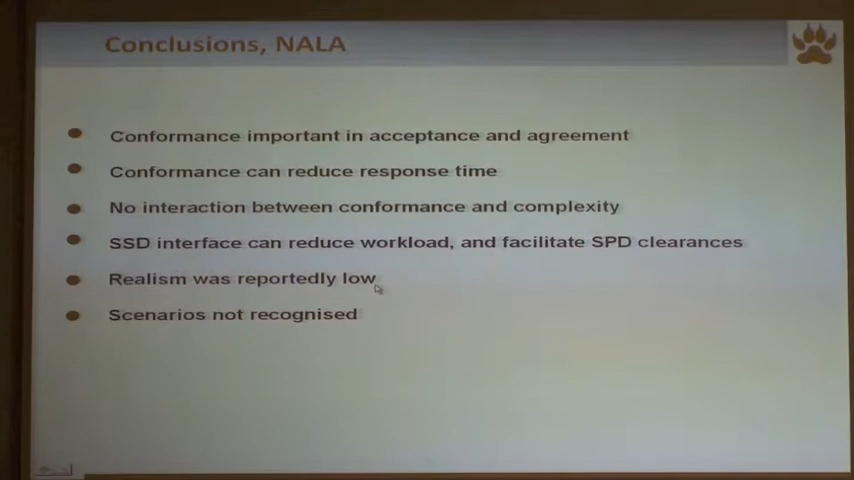 Conclusions, NALA
Conformance important in acceptance and agreement
Conformance can reduce response time
No interaction between conformance and complexity
SSD interface can reduce workload, and facilitate SPD clearances
Realism was reportedly low
Scenarios not recognised